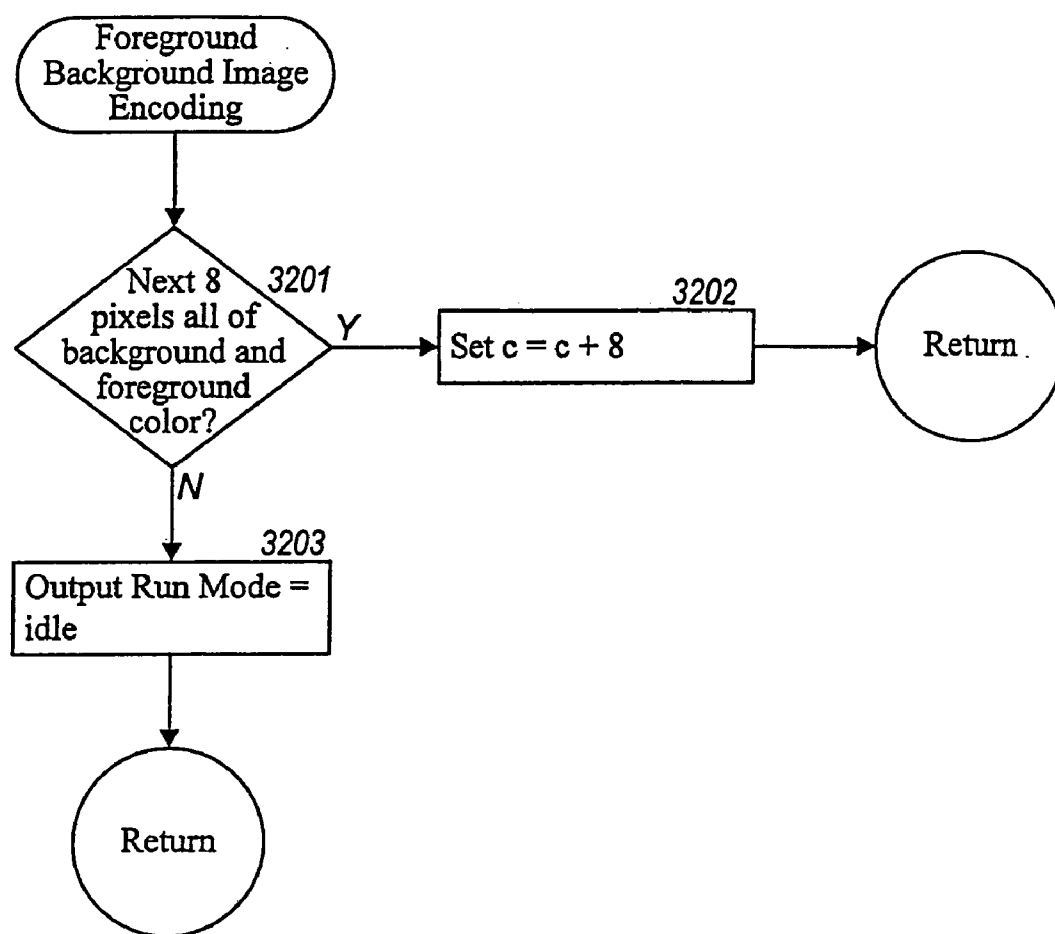 Foreground
Background Image
Encoding
Next 8
pixels all of
background and
foreground
color?
3201
Y
3202
Set c = c + 8
Return
N
3203
Output Run Mode =
idle
Return